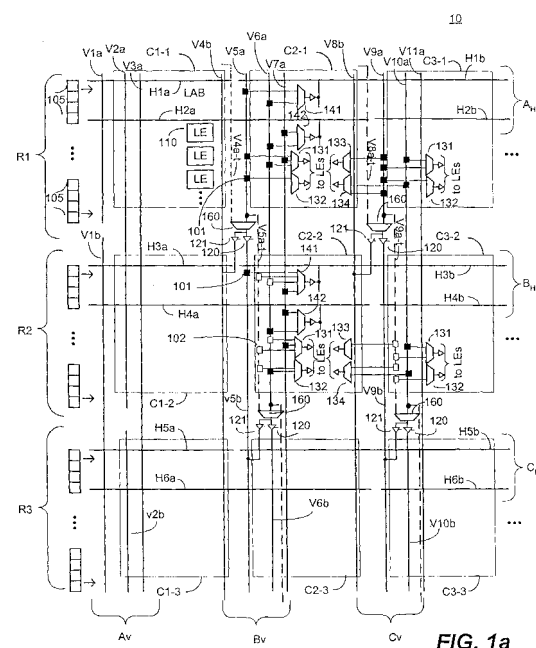 10
V1a
V2a
V3a
C1-1
V4b
V5a
V6a
V7a
C2-1
V8b
V9a
V10a
V11a
C3-1
H1b
H1a
LAB
105
H2a
141
142
H2b
A
H
R1
110
LE
LE
LE
V4a-t
131
133
to LEs
131
to LEs
101
132
134
132
160
160
105
121
120
V5a-t
V9a-t
121
120
V1b
H3a
C2-2
141
C3-2
H3b
B
H
101
H4a
142
H4b
R2
102
131
133
to LEs
131
to LEs
132
134
132
C1-2
v5b
160
V9b
160
121
120
121
120
H5a
H5b
C
R3
H6a
H6b
v2b
V6b
V10b
C1-3
C2-3
C3-3
Av
Bv
Cv
FIG. 1a